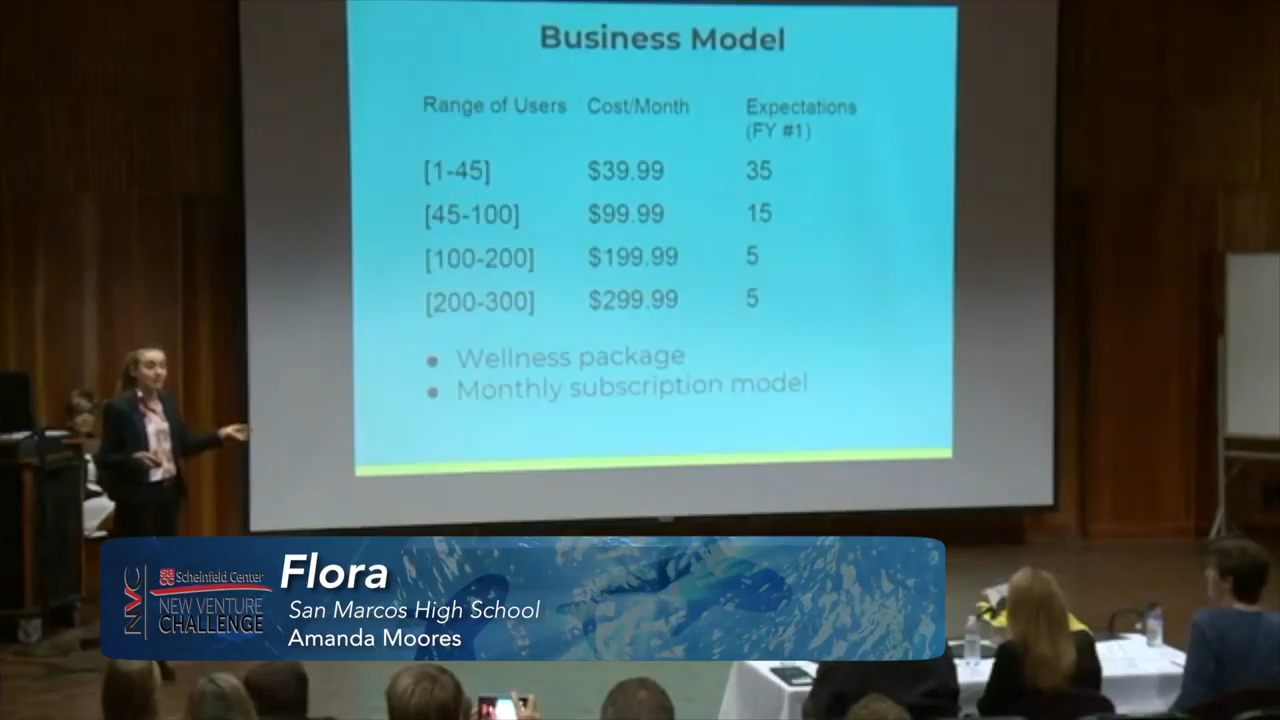 Business Model
Range of Users Cost/Month Expectations
(FY #1)
[1-45] $39.99 35
[45-100] $99.99 15
[100-200] $199.99 5
[200-300] $299.99 5
● Wellness package
● Monthly subscription model
NVC
SBCC Scheinfeld Center
NEW VENTURE
CHALLENGE
Flora
San Marcos High School
Amanda Moores